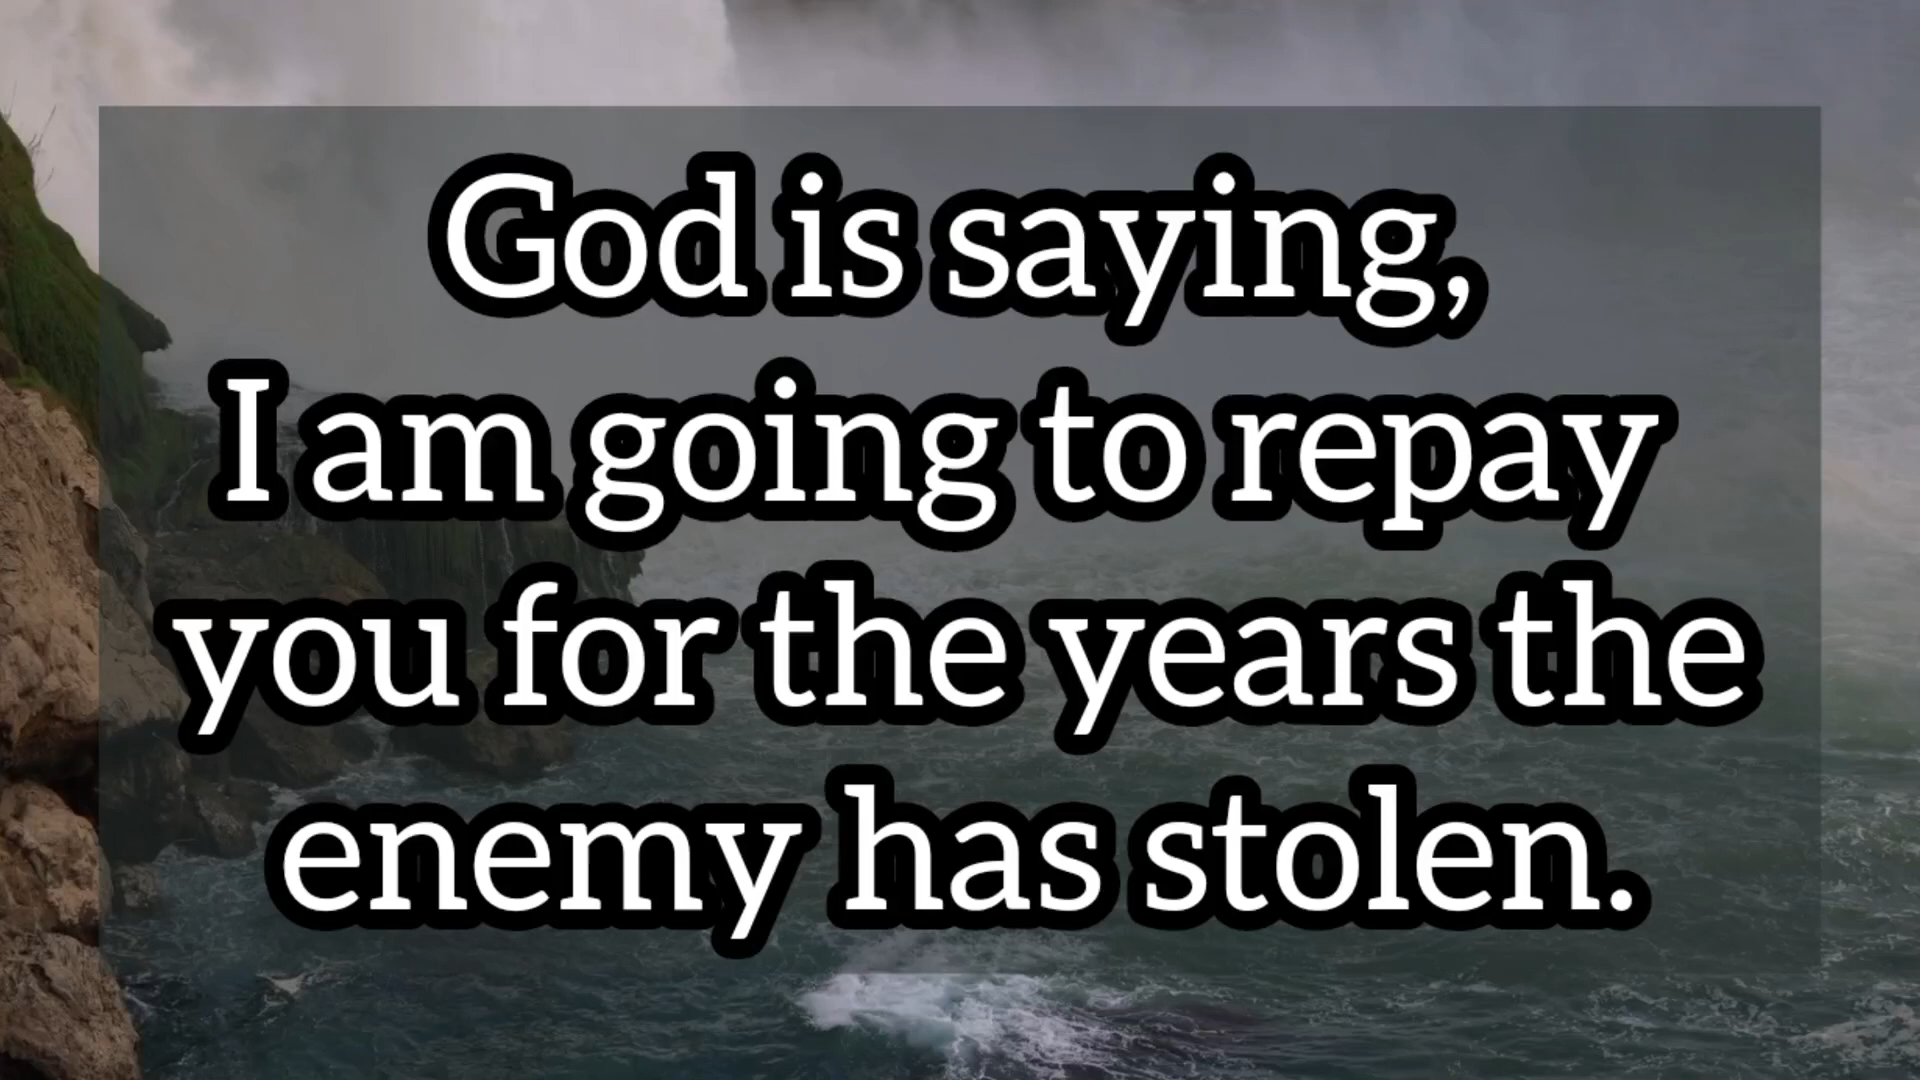 God is saying,
I am going to repay
you for the years the
enemy has stolen.